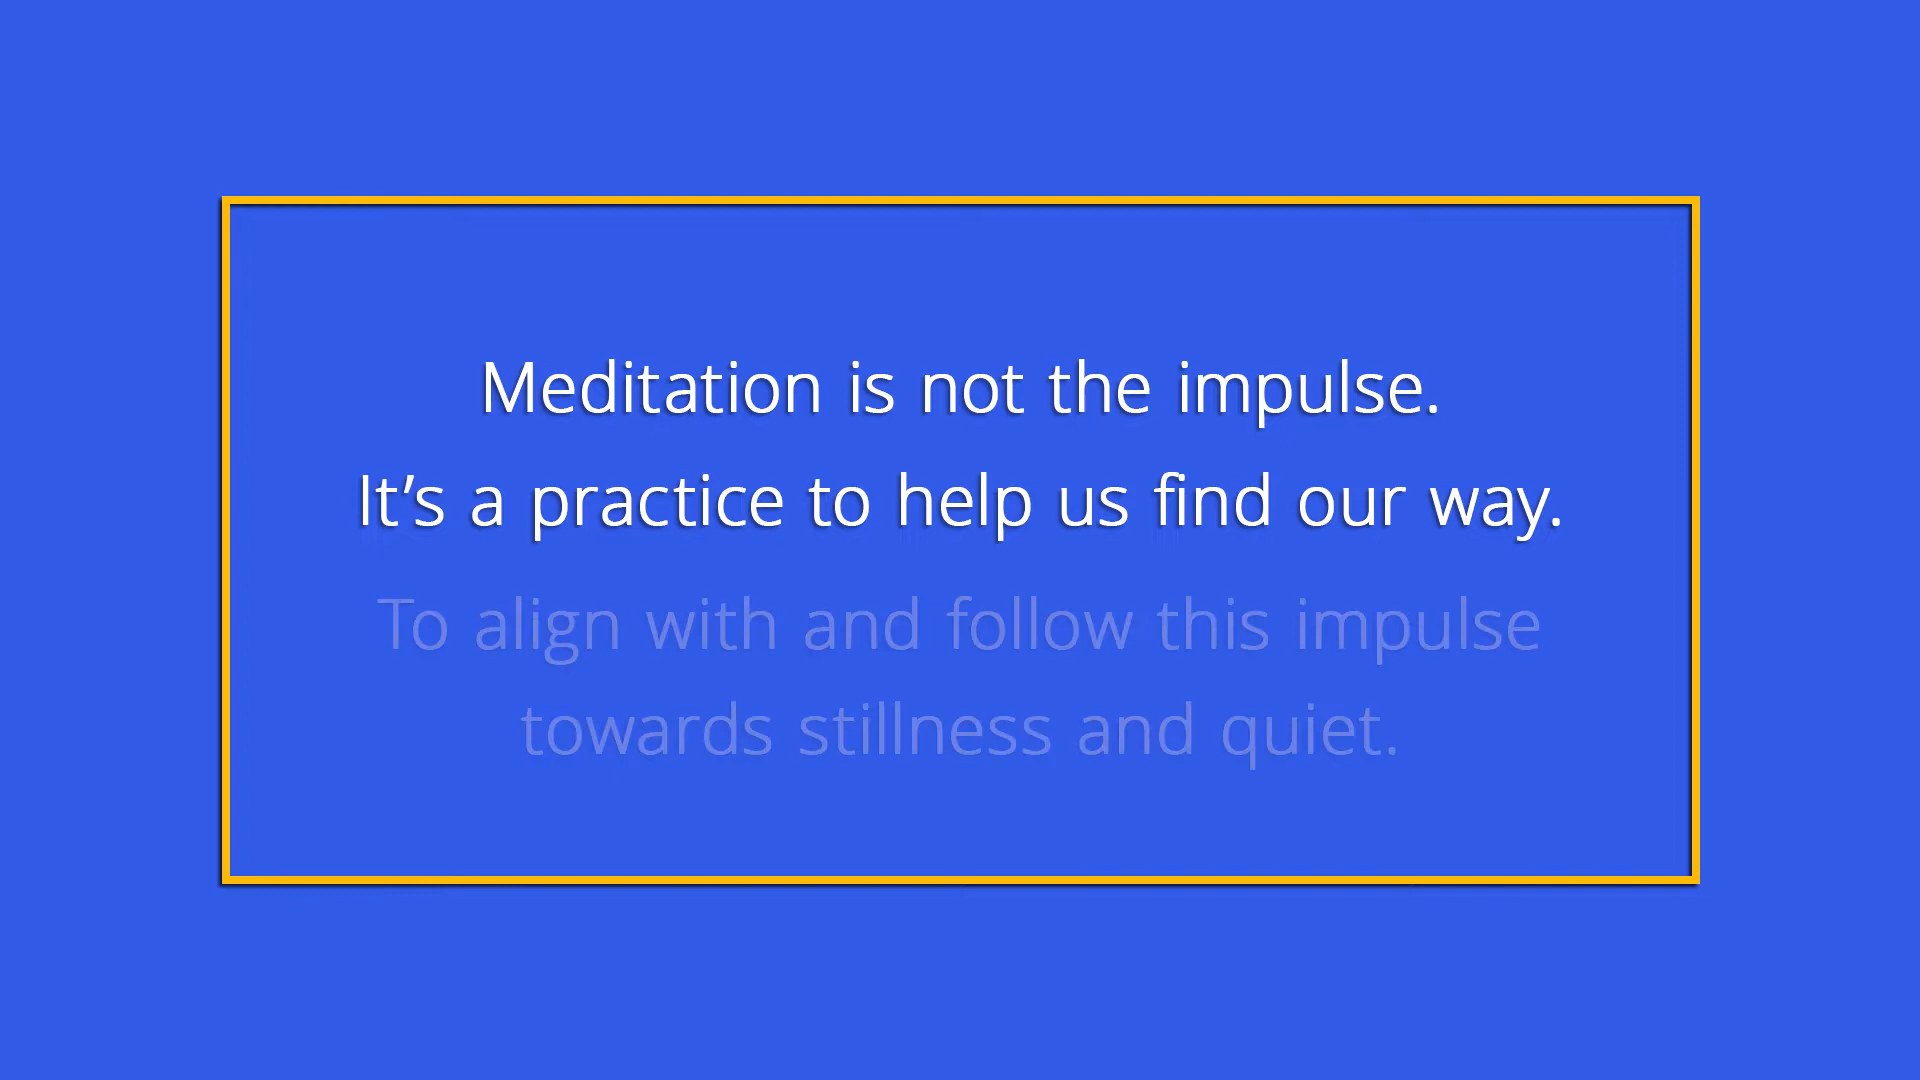 Meditation is not the impulse.
It’s a practice to help us find our way.
To align with and follow this impulse
towards stillness and quiet.